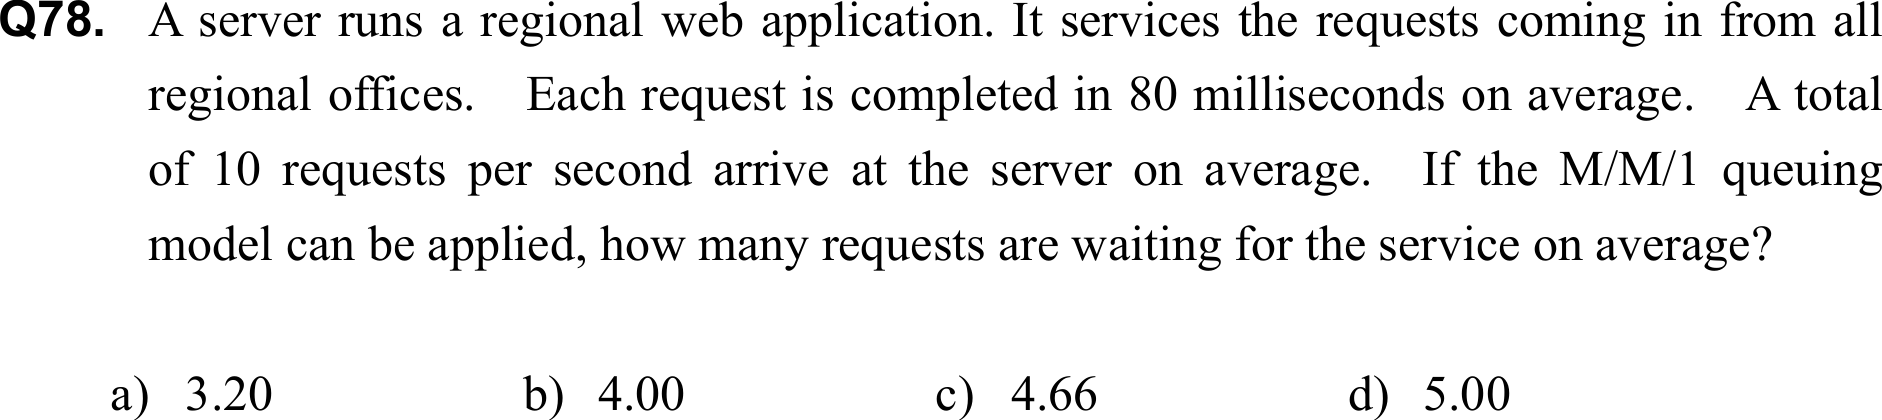 Q78. A server runs a regional web application. It services the requests coming in from all
regional offices. Each request is completed in 80 milliseconds on average. A total
of 10 requests per second arrive at the server on average. If the M/M/1 queuing
model can be applied, how many requests are waiting for the service on average?
a) 3.20 b) 4.00 c) 4.66 d) 5.00